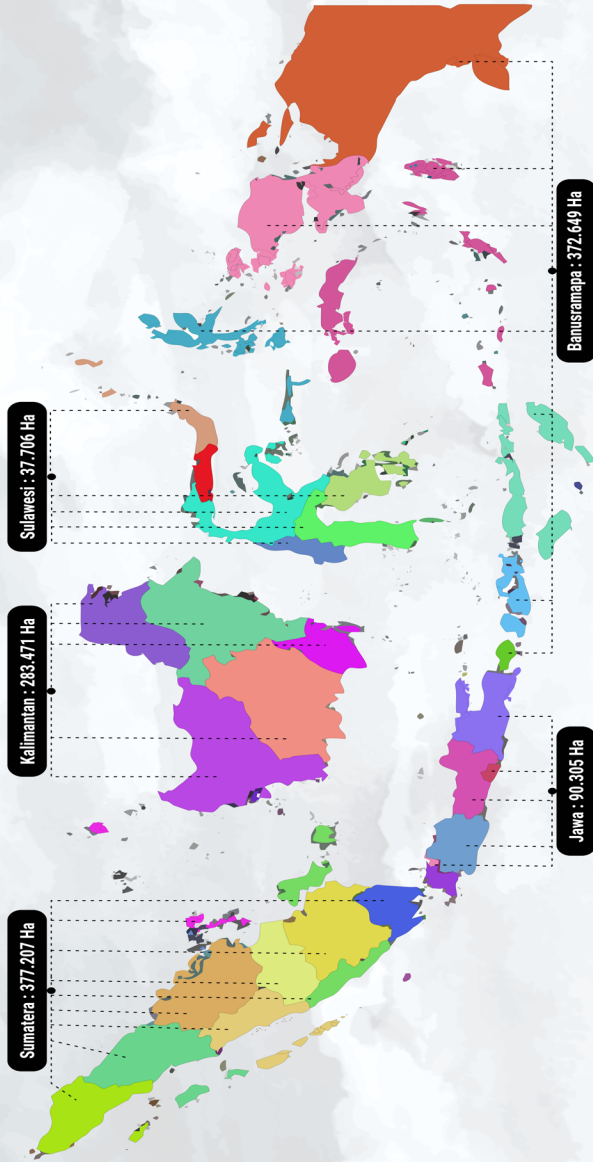 Sumatera : 377.207 Ha
Kalimantan : 283.471 Ha
Sulawesi : 37.706 Ha
Jawa : 90.305 Ha
Banusramapa : 372.649 Ha